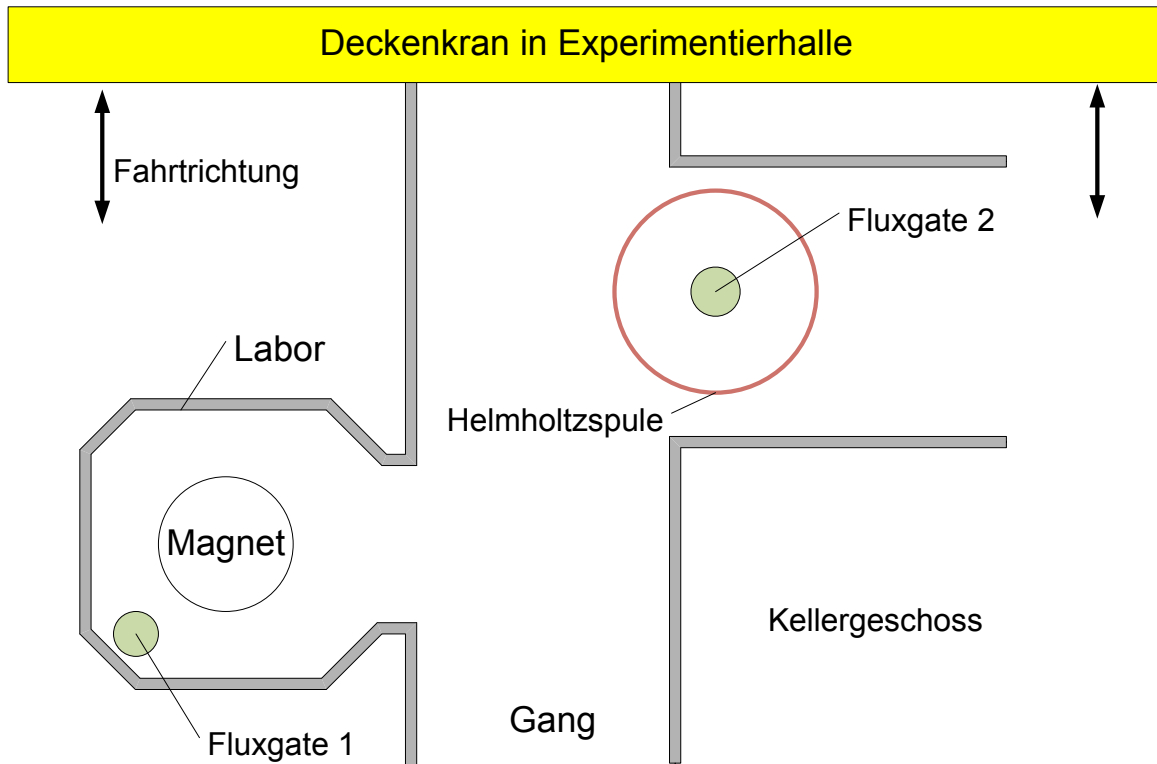 Deckenkran in Experimentierhalle
Fahrtrichtung
Fluxgate 2
Labor
Helmholtzspule
Magnet
Kellergeschoss
Gang
Fluxgate 1